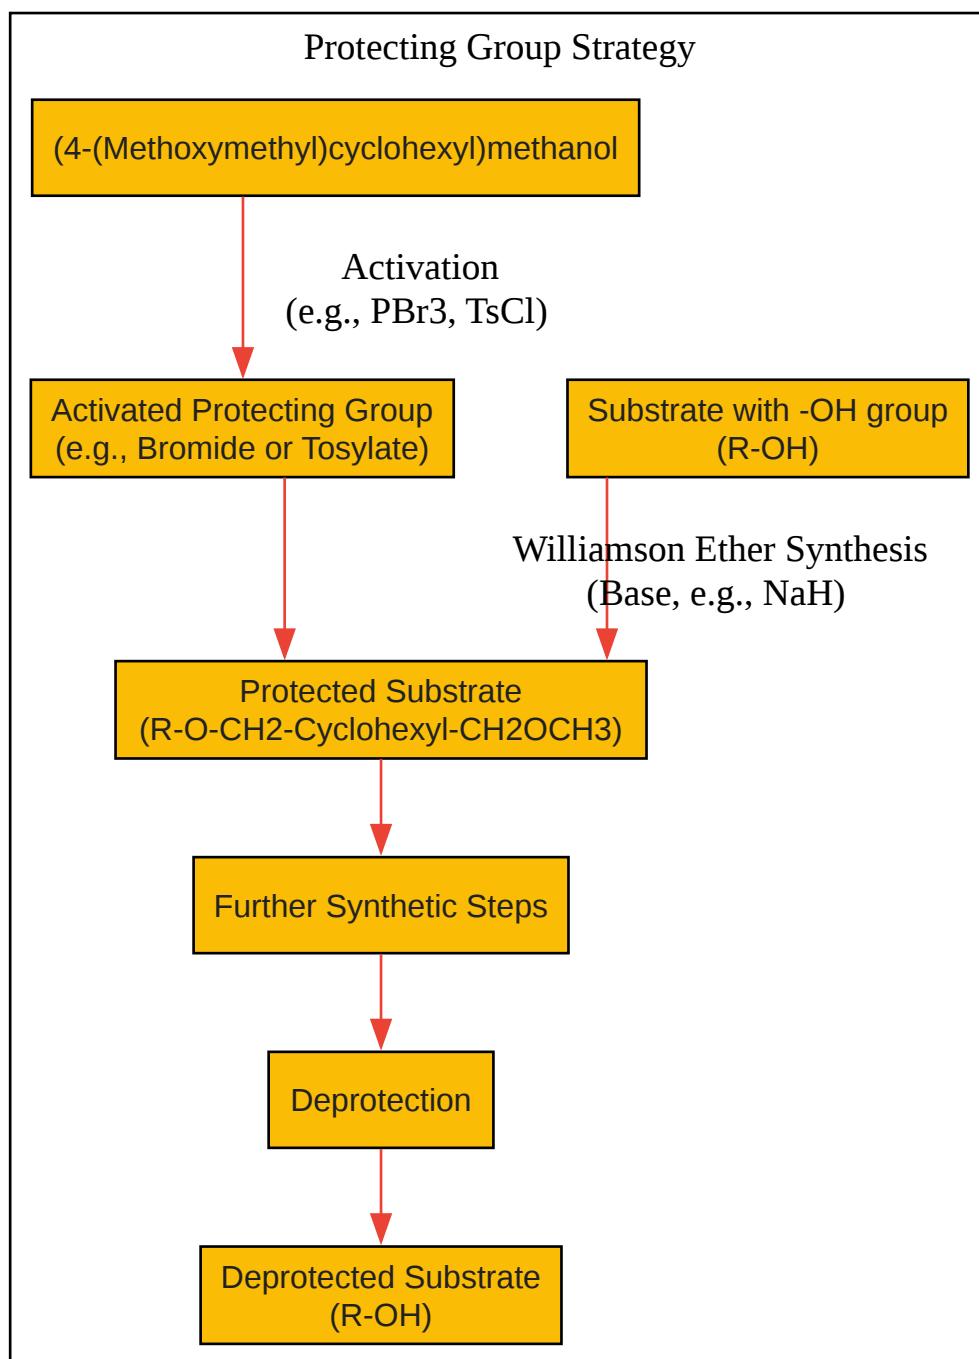 Protecting Group Strategy
(4-(Methoxymethyl)cyclohexyl)methanol
Activation
(e.g., PBr3, TsCl)
Activated Protecting Group
(e.g., Bromide or Tosylate)
Substrate with -OH group
(R-OH)
Williamson Ether Synthesis
(Base, e.g., NaH)
Protected Substrate
(R-O-CH2-Cyclohexyl-CH2OCH3)
Further Synthetic Steps
Deprotection
Deprotected Substrate
(R-OH)